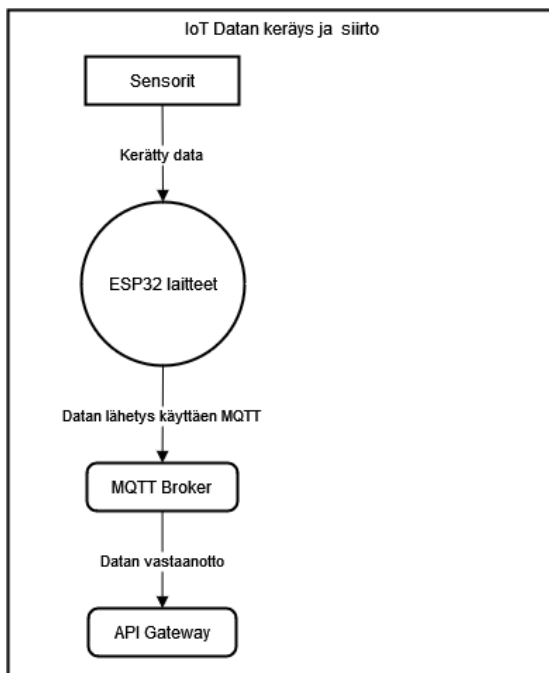 IoT Datan keräys ja siirto
Sensorit
Kerätty data
ESP32 laitteet
Datan lähetys käyttäen MQTT
MQTT Broker
Datan vastaanotto
API Gateway